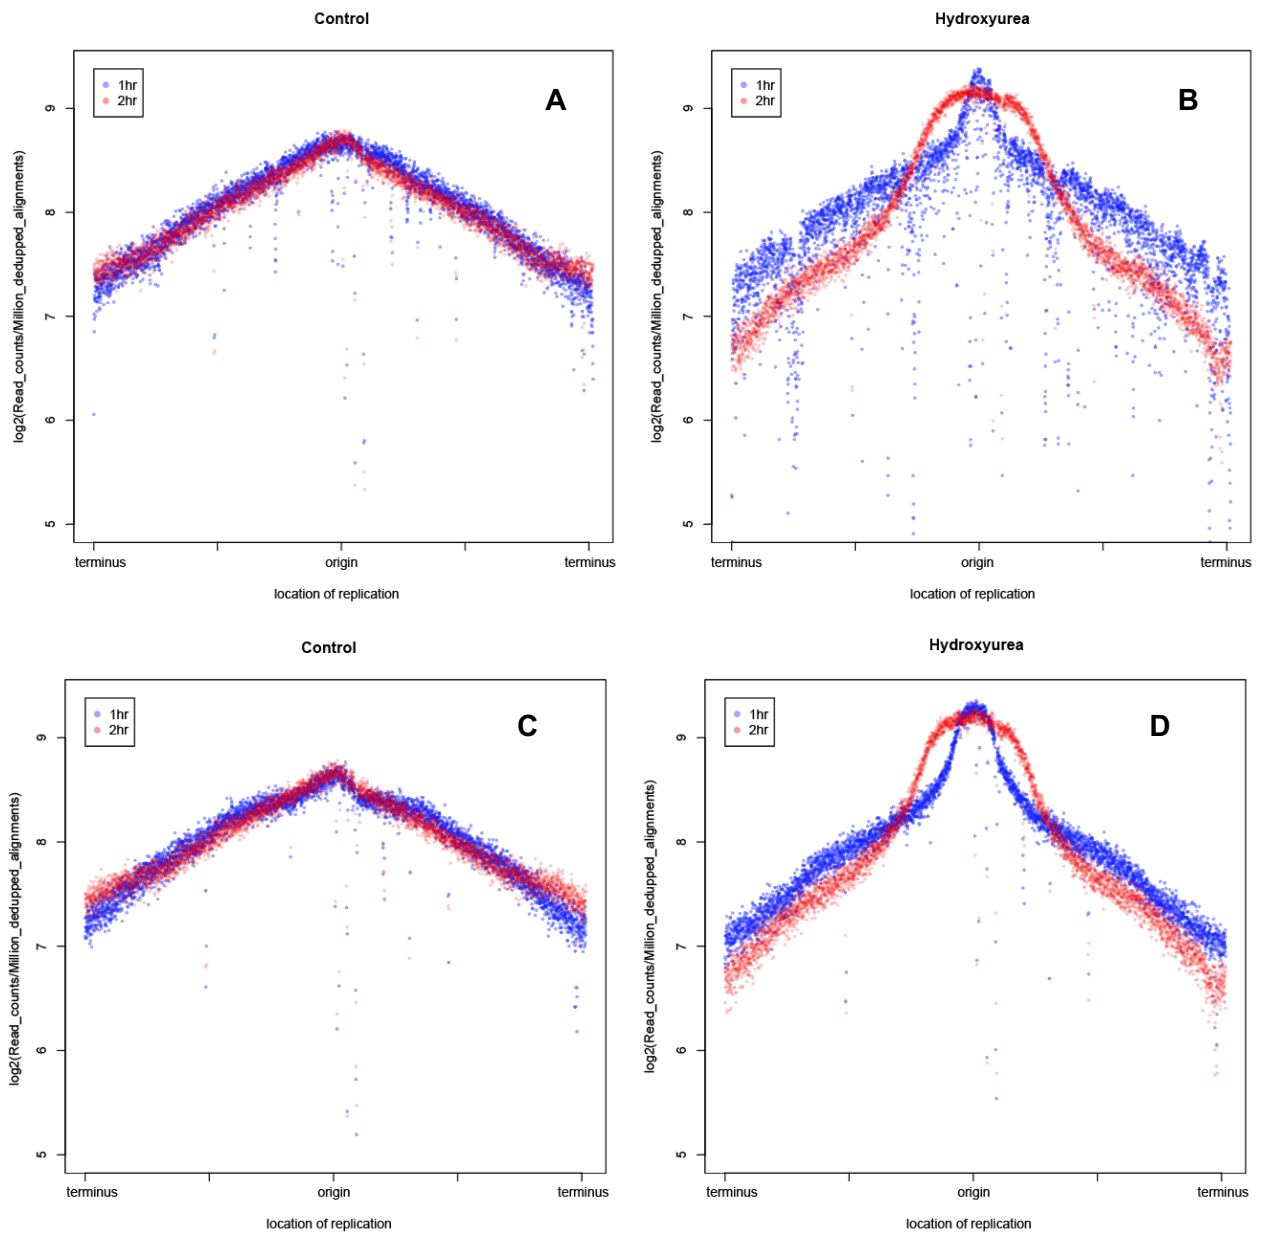 Control
1hr
2hr
A
log2(Read_counts/Million_dedupped_alignments)
9
8
7
6
5
terminus
origin
terminus
location of replication
Hydroxyurea
1hr
2hr
B
log2(Read_counts/Million_dedupped_alignments)
9
8
7
6
5
terminus
origin
terminus
location of replication
Control
1hr
2hr
C
log2(Read_counts/Million_dedupped_alignments)
9
8
7
6
5
terminus
origin
terminus
location of replication
Hydroxyurea
1hr
2hr
D
log2(Read_counts/Million_dedupped_alignments)
9
8
7
6
5
terminus
origin
terminus
location of replication